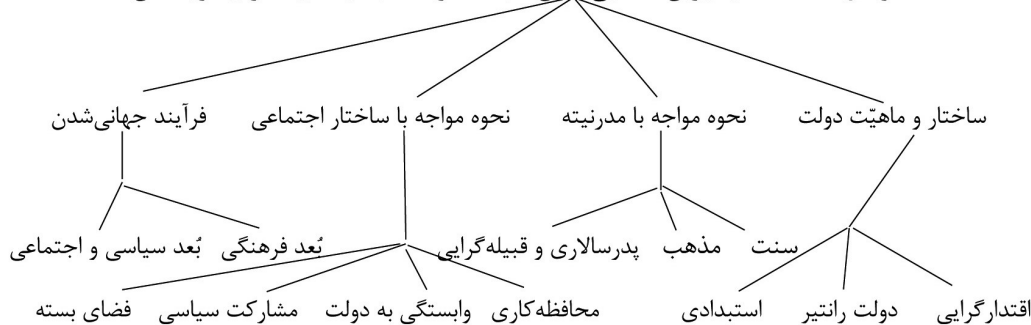 ساختار و ماهیّت دولت نحوه مواجه با مدرنیته نحوه مواجه با ساختار اجتماعی فرآیند جهانی‌شدن
سنت مذهب پدرسالاری و قبیله‌گرایی بُعد فرهنگی بُعد سیاسی و اجتماعی
اقتدارگرایی دولت رانتیر استبدادی محافظه‌کاری وابستگی به دولت مشارکت سیاسی فضای بسته